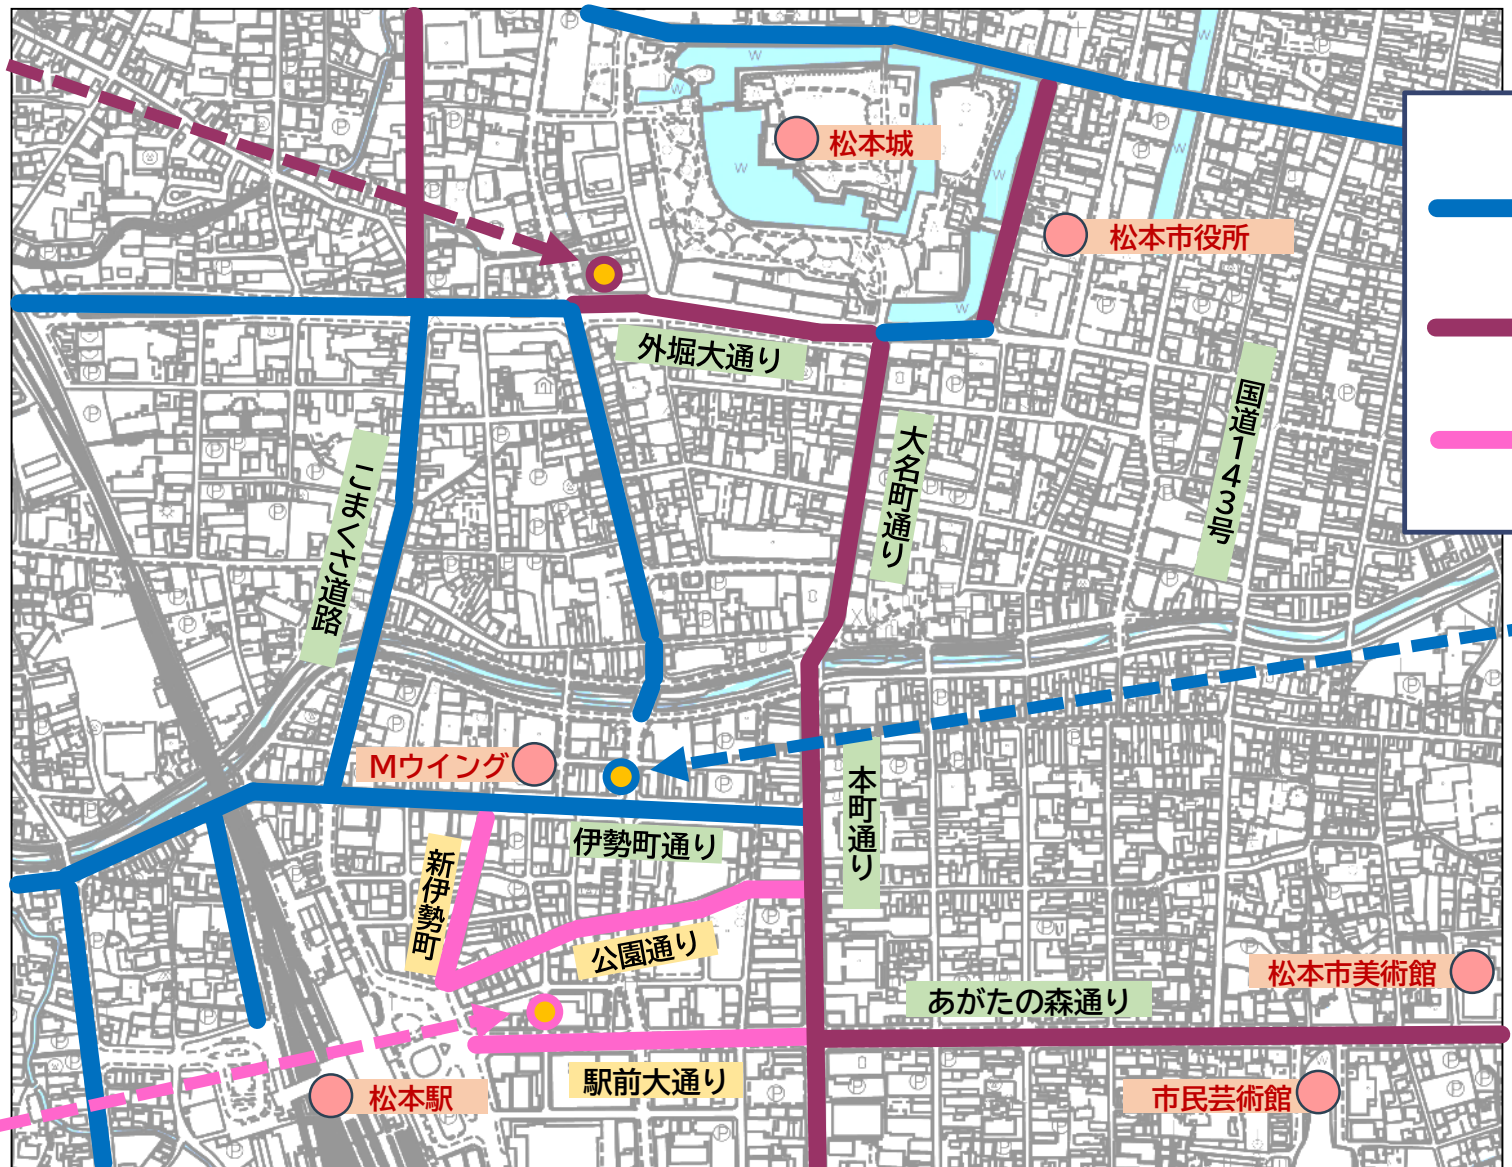 松本城
松本市役所
外堀大通り
国道143号
大名町通り
こまくさ道路
Mウイング
本町通り
伊勢町通り
新伊勢町
公園通り
松本市美術館
あがたの森通り
駅前大通り
松本駅
市民芸術館